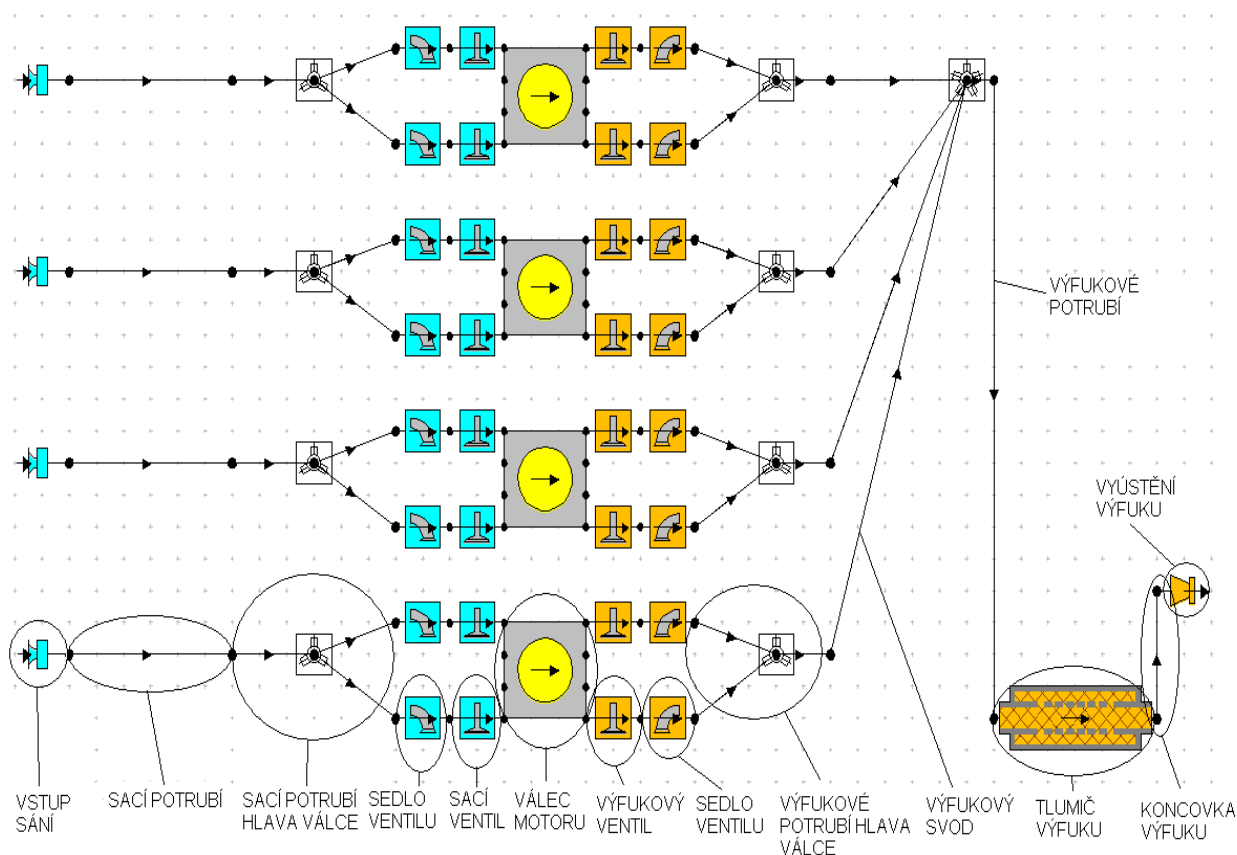 VÝFUKOVÉ
POTRUBÍ
VYÚSTĚNÍ
VÝFUKU
VSTUP
SÁNÍ
SACÍ POTRUBÍ
SACÍ POTRUBÍ
HLAVA VÁLCE
SEDLO
VENTILU
SACÍ
VENTIL
VÁLEC
MOTORU
VÝFUKOVÝ
VENTIL
SEDLO
VENTILU
VÝFUKOVÉ
POTRUBÍ HLAVA
VÁLCE
VÝFUKOVÝ
SVOD
TLUMIČ
VÝFUKU
KONCOVKA
VÝFUKU